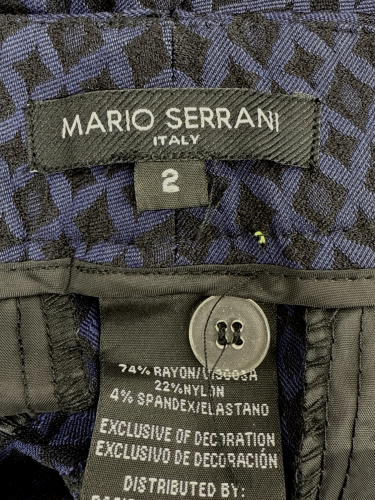 MARIO SERRANI
ITALY
2
74% RAYON/VISCOSA
22% NYLON
4% SPANDEX/ELASTANO
EXCLUSIVE OF DECORATION
EXCLUSIVO DE DECORACIÓN
DISTRIBUTED BY: